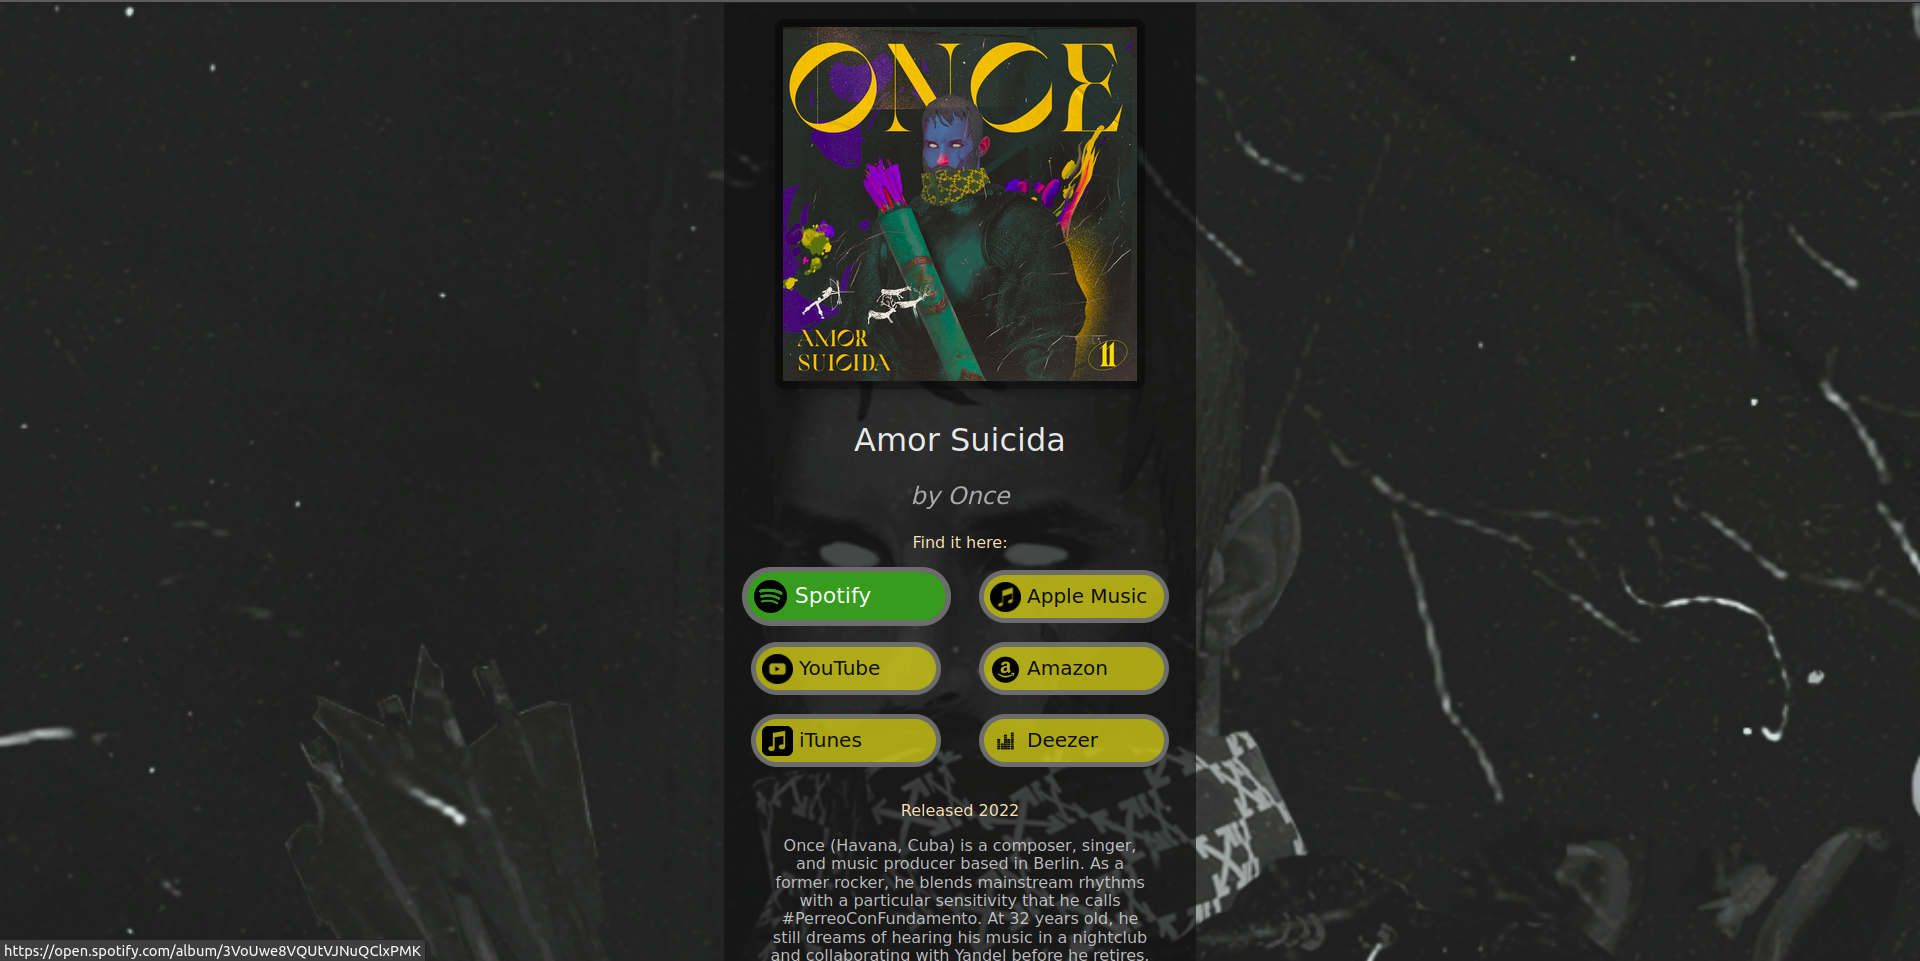 ONCE
AMOR
SUICIDA
11
Amor Suicida
by Once
Find it here:
Spotify
Apple Music
YouTube
Amazon
iTunes
Deezer
Released 2022
Once (Havana, Cuba) is a composer, singer,
and music producer based in Berlin. As a
former rocker, he blends mainstream rhythms
with a particular sensitivity that he calls
#PerreoConFundamento. At 32 years old, he
still dreams of hearing his music in a nightclub
and collaborating with Yandel before he retires.
https://open.spotify.com/album/3VoUwe8VQUtVJNuQClxPMK